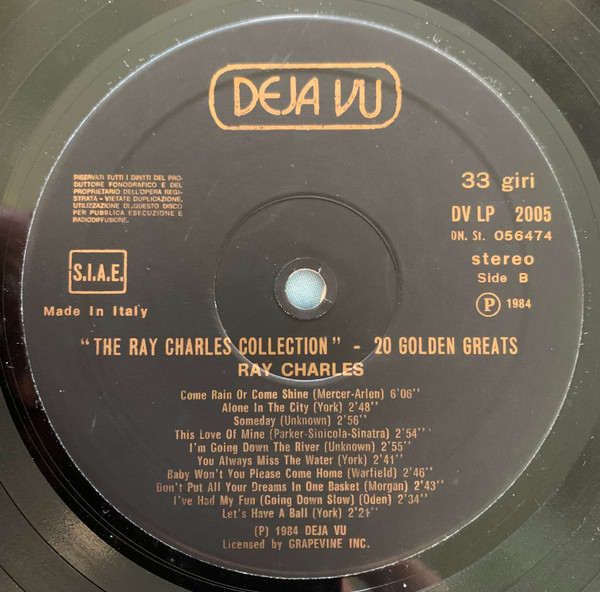 DEJA VU
RISERVATI TUTTI I DIRITTI DEL PRO-
DUTTORE FONOGRAFICO E DEL
PROPRIETARIO DELL'OPERA REGI-
STRATA - VIETATE DUPLICAZIONE,
UTILIZZAZIONE DI QUESTO DISCO
PER PUBBLICA ESECUZIONE E
RADIODIFFUSIONE.
S.I.A.E.
Made In Italy
33 giri
DV LP 2005
DN. St. 056474
stereo
Side B
P 1984
"THE RAY CHARLES COLLECTION" - 20 GOLDEN GREATS
RAY CHARLES
Come Rain Or Come Shine (Mercer-Arlen) 6'06''
Alone In The City (York) 2'48''
Someday (Unknown) 2'56''
This Love Of Mine (Parker-Sinicola-Sinatra) 2'54''
I'm Going Down The River (Unknown) 2'55''
You Always Miss The Water (York) 2'41''
Baby Won't You Please Come Home (Warfield) 2'46''
Don't Put All Your Dreams In One Basket (Morgan) 2'43''
I've Had My Fun (Going Down Slow) (Oden) 2'34''
Let's Have A Ball (York) 2'21''
(P) 1984 DEJA VU
Licensed by GRAPEVINE INC.